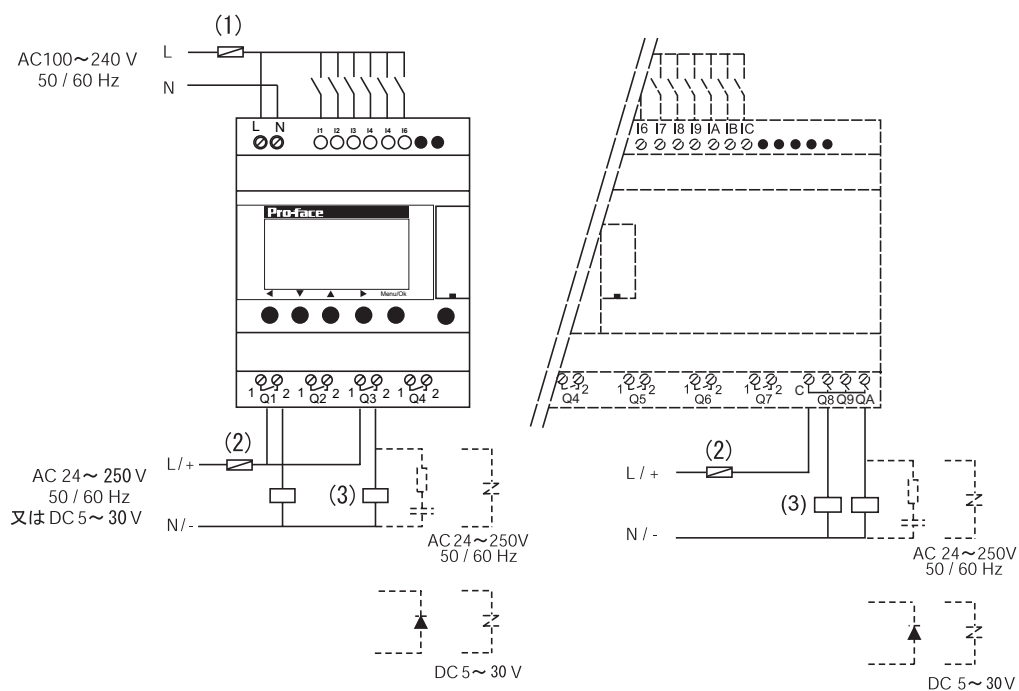 (1)
AC100～240 V
50 / 60 Hz
L
N
L N I1 I2 I3 I4 I4 I6
Pro-face
Menu/Ok
1 2 1 2 1 2 1 2
Q1 Q2 Q3 Q4
(2)
L / +
AC 24～ 250 V
50 / 60 Hz
又は DC 5～ 30 V
(3)
N / -
AC 24～250V
50 / 60 Hz
DC 5～ 30 V
I6 I7 I8 I9 IA IB IC
2 1 2 1 2 1 2 C
Q4 Q5 Q6 Q7 Q8 Q9 QA
(2)
L / +
(3)
N / -
AC 24～250V
50 / 60 Hz
DC 5～ 30 V